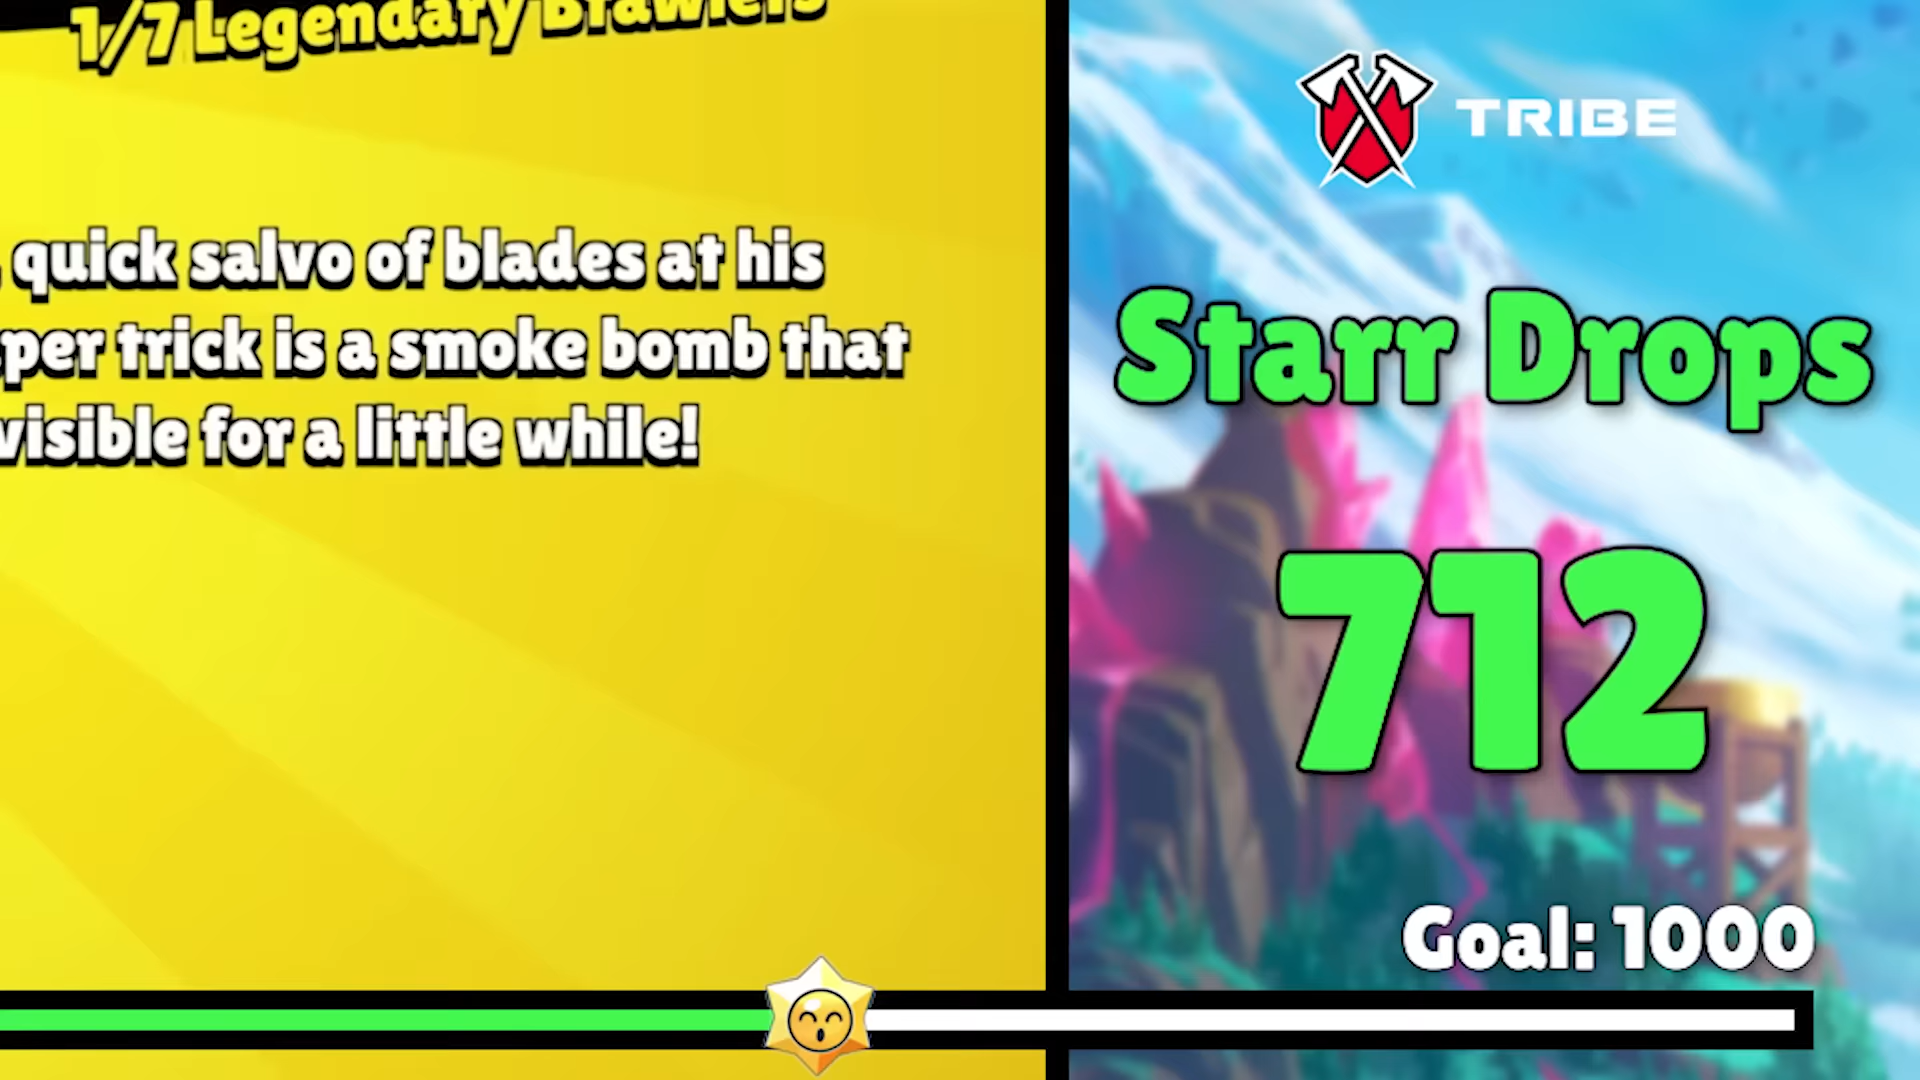 1/7 Legendary Brawlers
quick salvo of blades at his
per trick is a smoke bomb that
visible for a little while!
TRIBE
Starr Drops
712
Goal: 1000